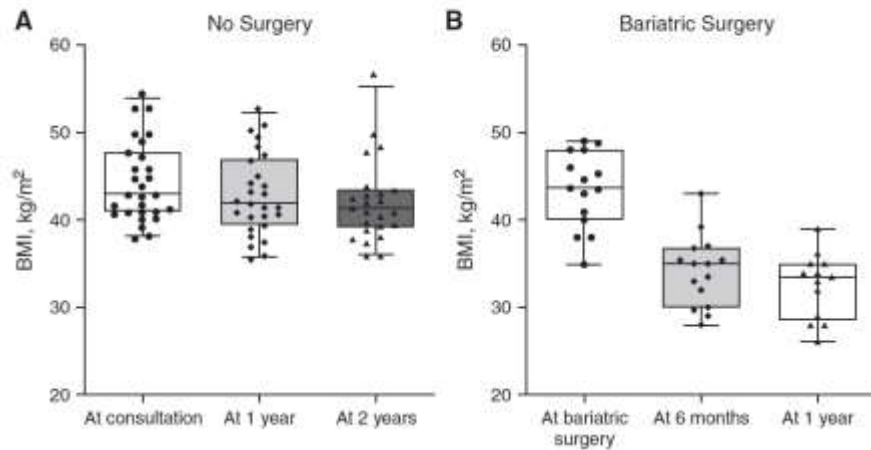 A
No Surgery
60
50
40
30
20
BMI, kg/m²
At consultation
At 1 year
At 2 years
B
Bariatric Surgery
60
50
40
30
20
BMI, kg/m²
At bariatric
surgery
At 6 months
At 1 year